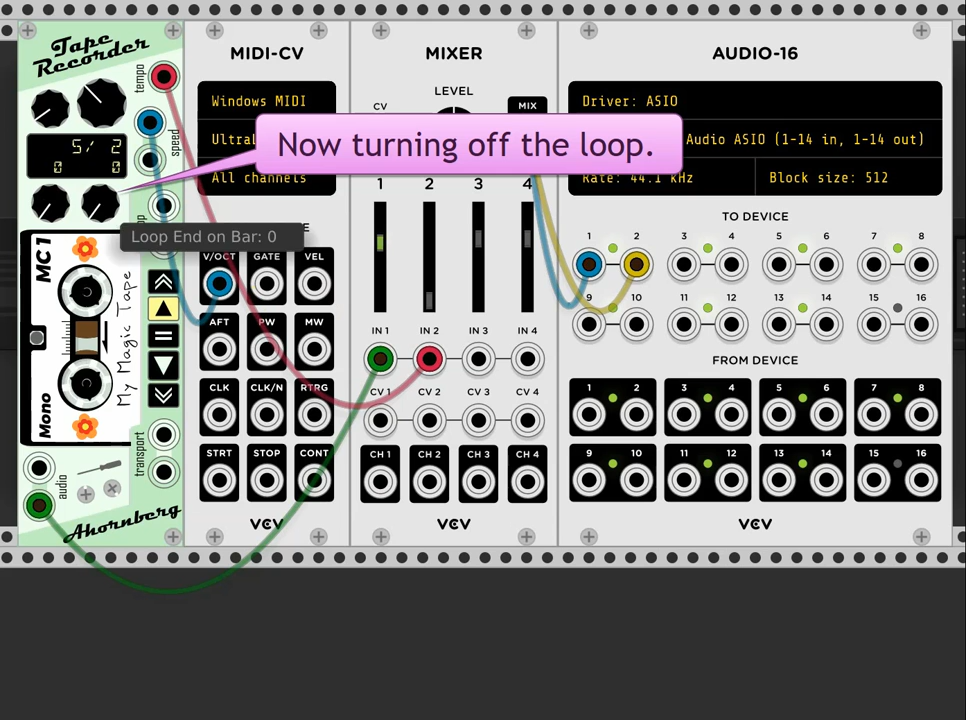 Tape
Recorder
tempo
speed
5/ 2
0 0
Loop End on Bar: 0
MC 1
My Magic Tape
Mono
transport
audio
Ahornberg
MIDI-CV
Windows MIDI
All channels
V/OCT GATE VEL
AFT PW MW
CLK CLK/N RTRG
STRT STOP CONT
VCV
MIXER
LEVEL
CV MIX
Now turning off the loop.
1 2 3 4
IN 1 IN 2 IN 3 IN 4
CV 1 CV 2 CV 3 CV 4
CH 1 CH 2 CH 3 CH 4
VCV
AUDIO-16
Driver: ASIO
Audio ASIO (1-14 in, 1-14 out)
Rate: 44.1 kHz Block size: 512
TO DEVICE
1 2 3 4 5 6 7 8
9 10 11 12 13 14 15 16
FROM DEVICE
1 2 3 4 5 6 7 8
9 10 11 12 13 14 15 16
VCV